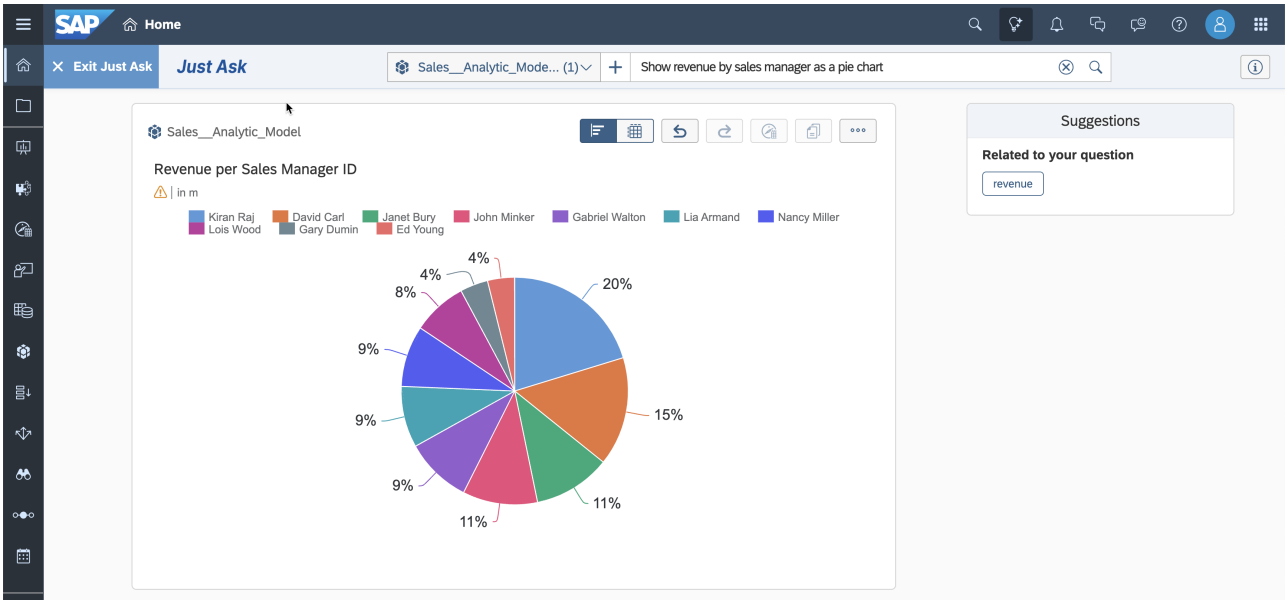 SAP Home
Exit Just Ask Just Ask Sales__Analytic_Mode... (1) Show revenue by sales manager as a pie chart
Sales__Analytic_Model
Revenue per Sales Manager ID
in m
Kiran Raj David Carl Janet Bury John Minker Gabriel Walton Lia Armand Nancy Miller
Lois Wood Gary Dumin Ed Young
4%
4%
20%
8%
9%
15%
9%
9%
11%
11%
Suggestions
Related to your question
revenue